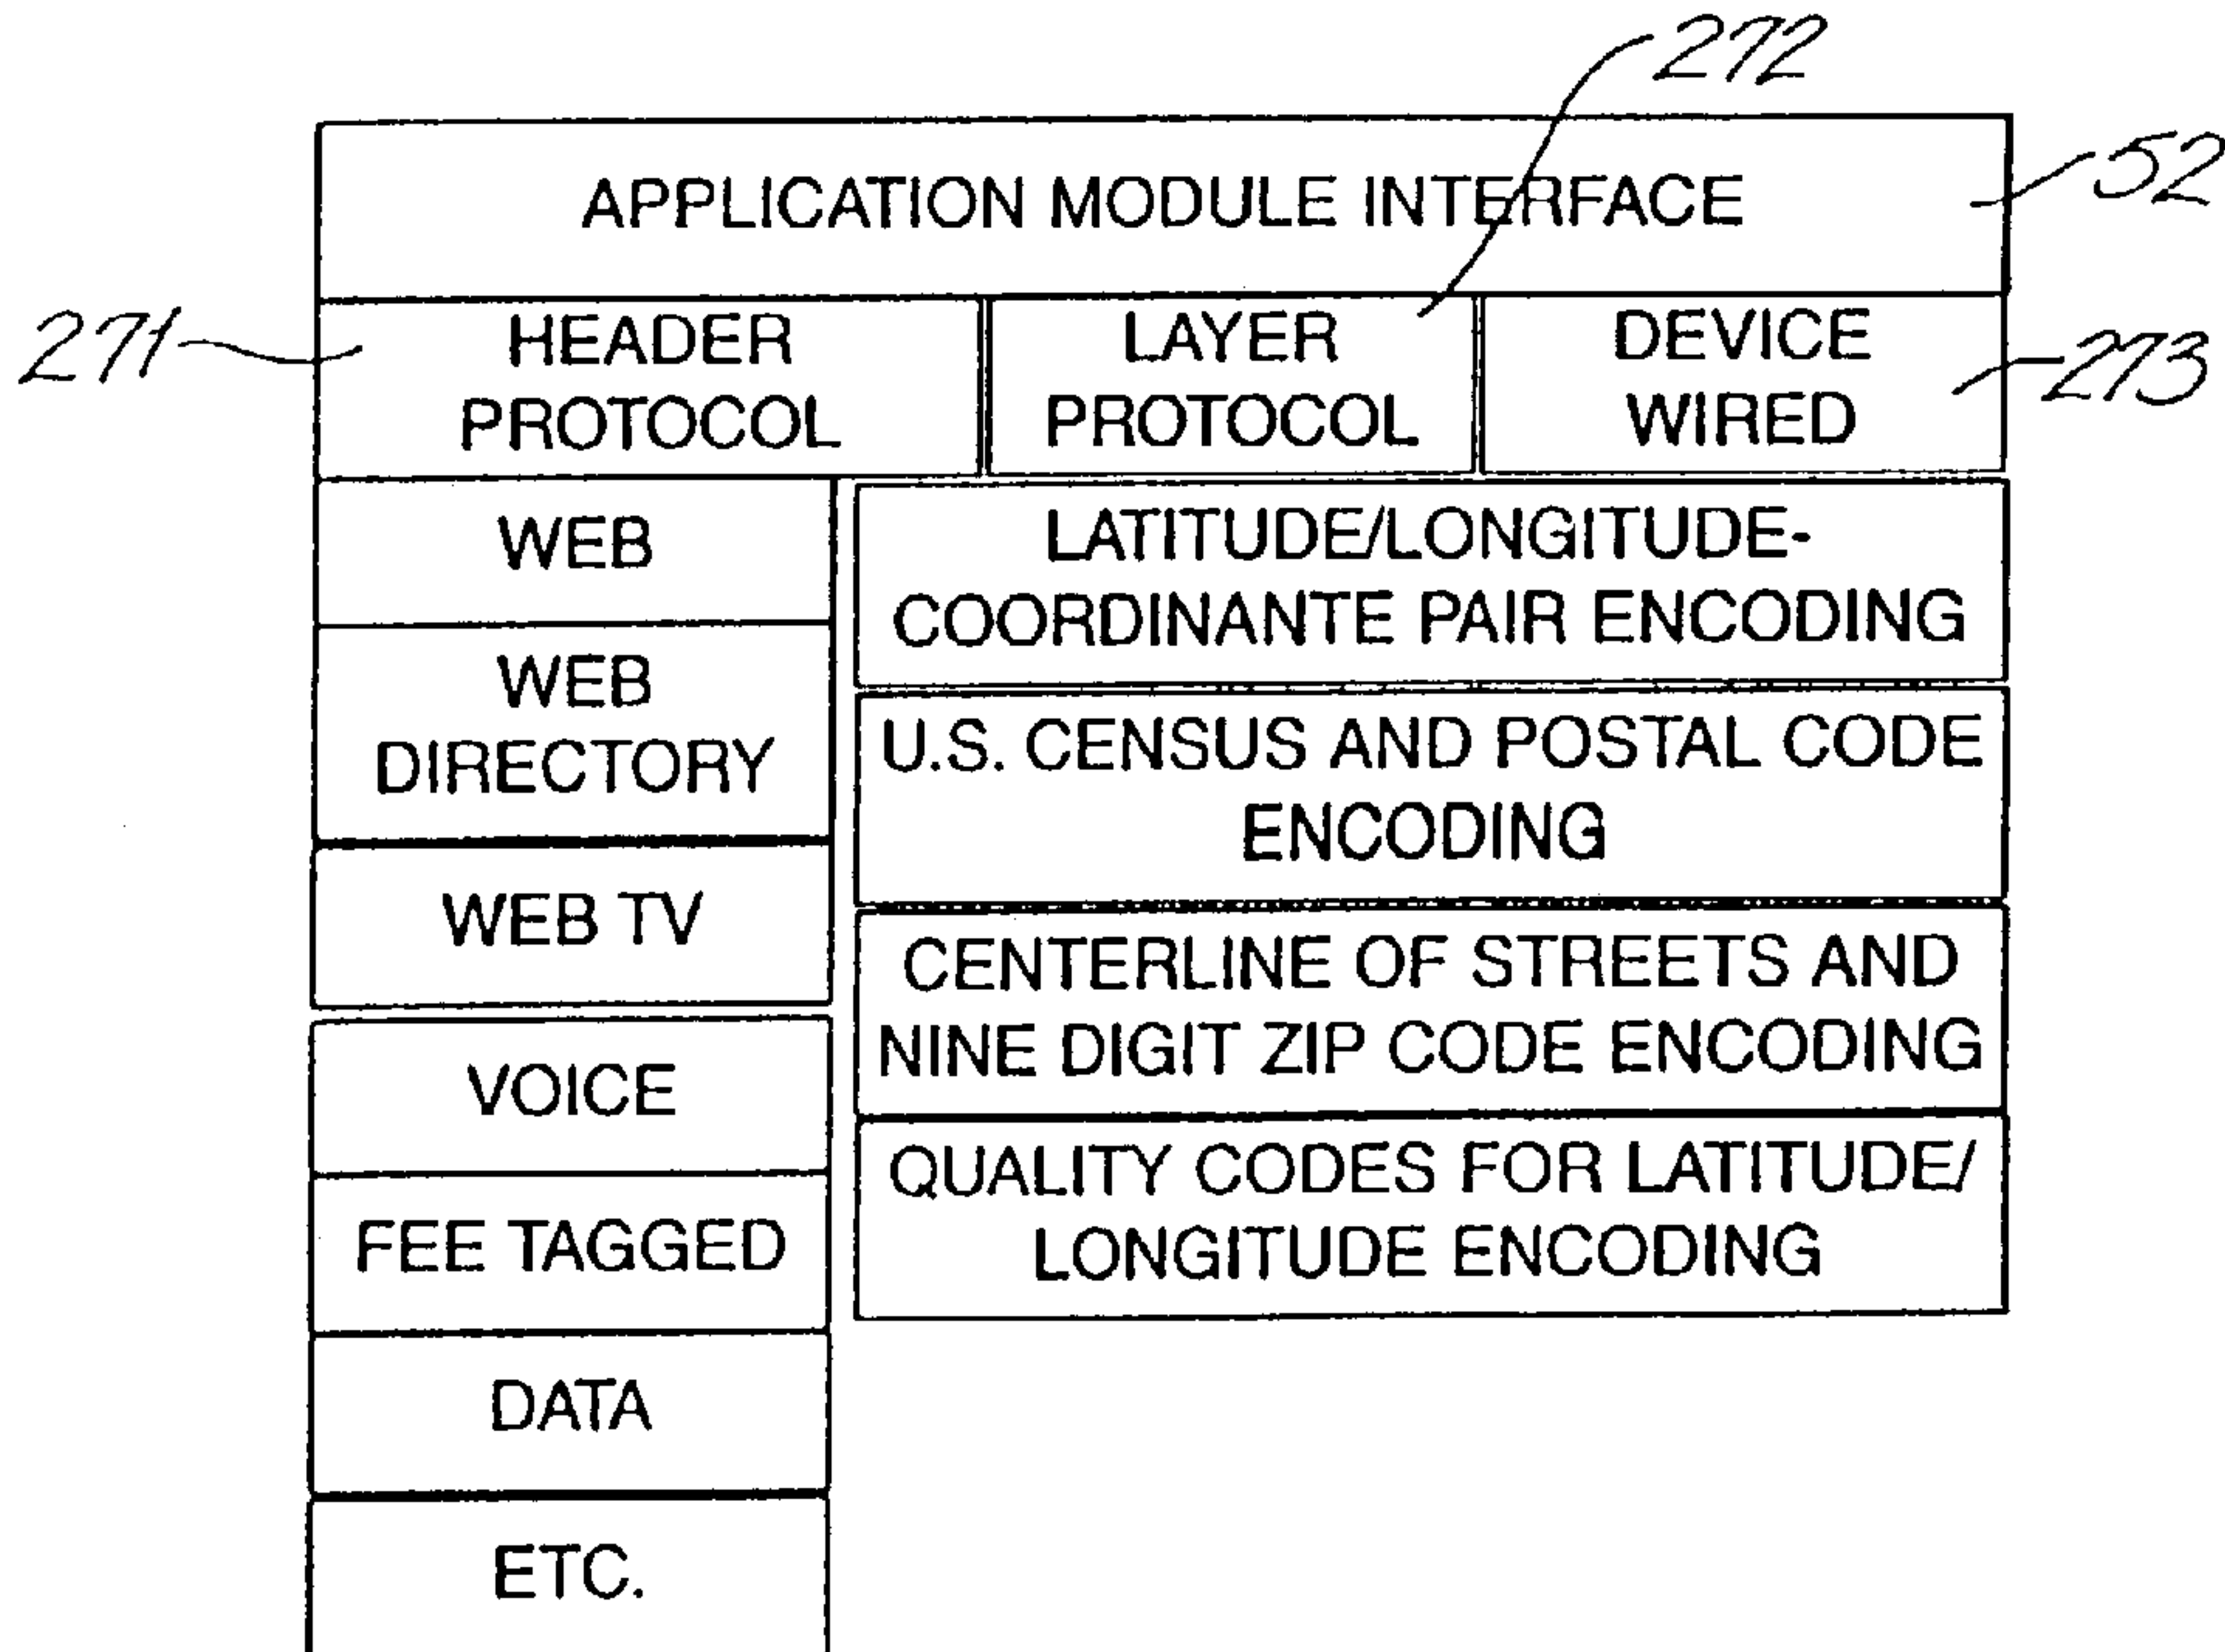 272
APPLICATION MODULE INTERFACE
52
271
HEADER
PROTOCOL
LAYER
PROTOCOL
DEVICE
WIRED
273
WEB
WEB
DIRECTORY
WEB TV
VOICE
FEE TAGGED
DATA
ETC.
LATITUDE/LONGITUDE-
COORDINANTE PAIR ENCODING
U.S. CENSUS AND POSTAL CODE
ENCODING
CENTERLINE OF STREETS AND
NINE DIGIT ZIP CODE ENCODING
QUALITY CODES FOR LATITUDE/
LONGITUDE ENCODING